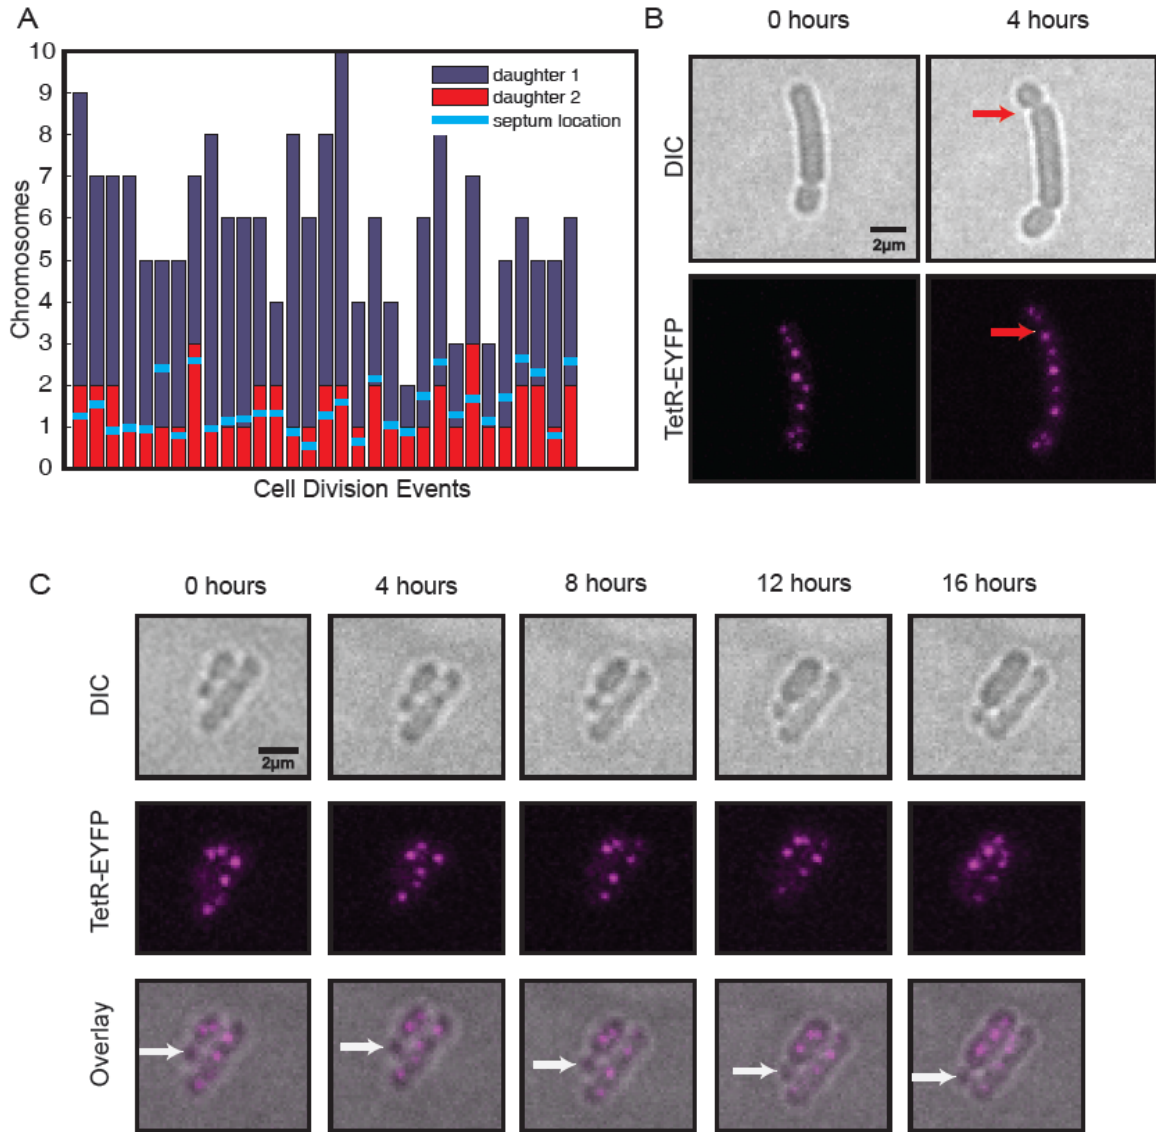 A
10
9
8
7
6
5
4
3
2
1
0
Chromosomes
Cell Division Events
daughter 1
daughter 2
septum location
B
0 hours
4 hours
DIC
2µm
TetR-EYFP
C
0 hours
4 hours
8 hours
12 hours
16 hours
DIC
2µm
TetR-EYFP
Overlay